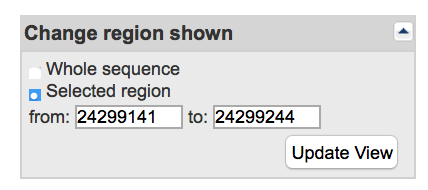 Change region shown
Whole sequence
Selected region
from: 24299141 to: 24299244
Update View